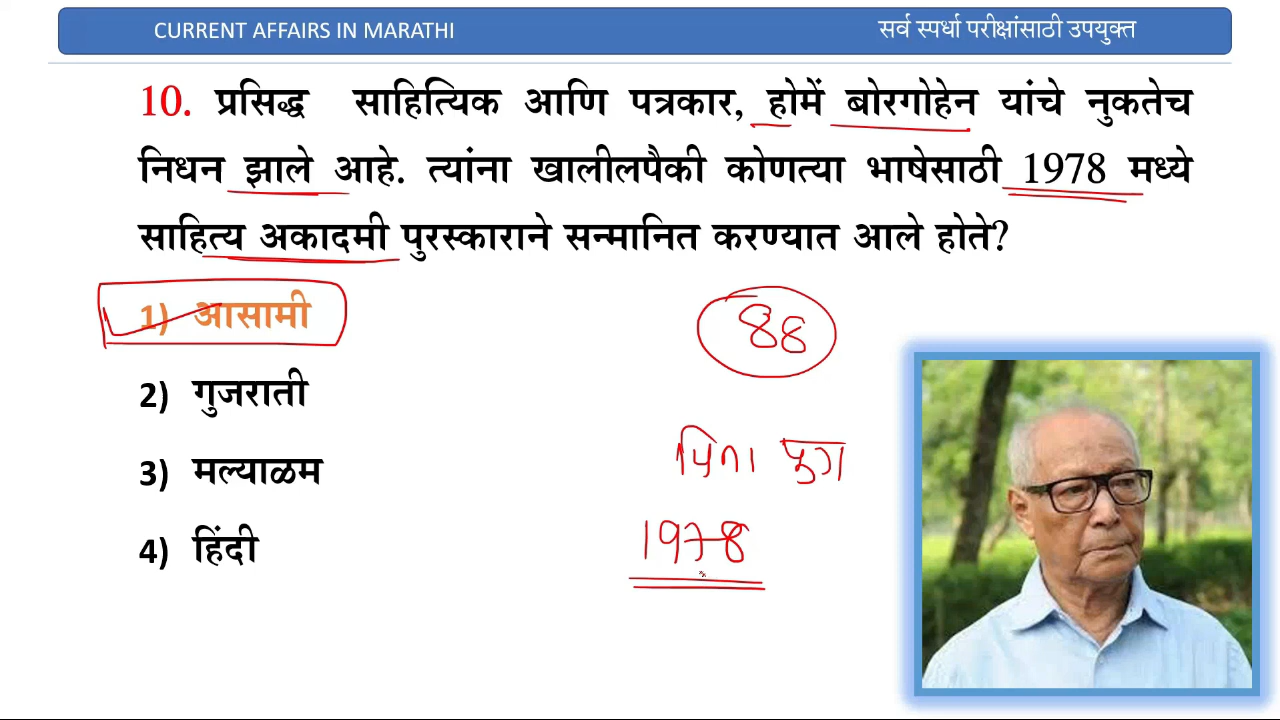 CURRENT AFFAIRS IN MARATHI
सर्व स्पर्धा परीक्षांसाठी उपयुक्त
10. प्रसिद्ध साहित्यिक आणि पत्रकार, होमें बोरगोहेन यांचे नुकतेच
निधन झाले आहे. त्यांना खालीलपैकी कोणत्या भाषेसाठी 1978 मध्ये
साहित्य अकादमी पुरस्काराने सन्मानित करण्यात आले होते?
1) आसामी
88
2) गुजराती
3) मल्याळम
1978
4) हिंदी